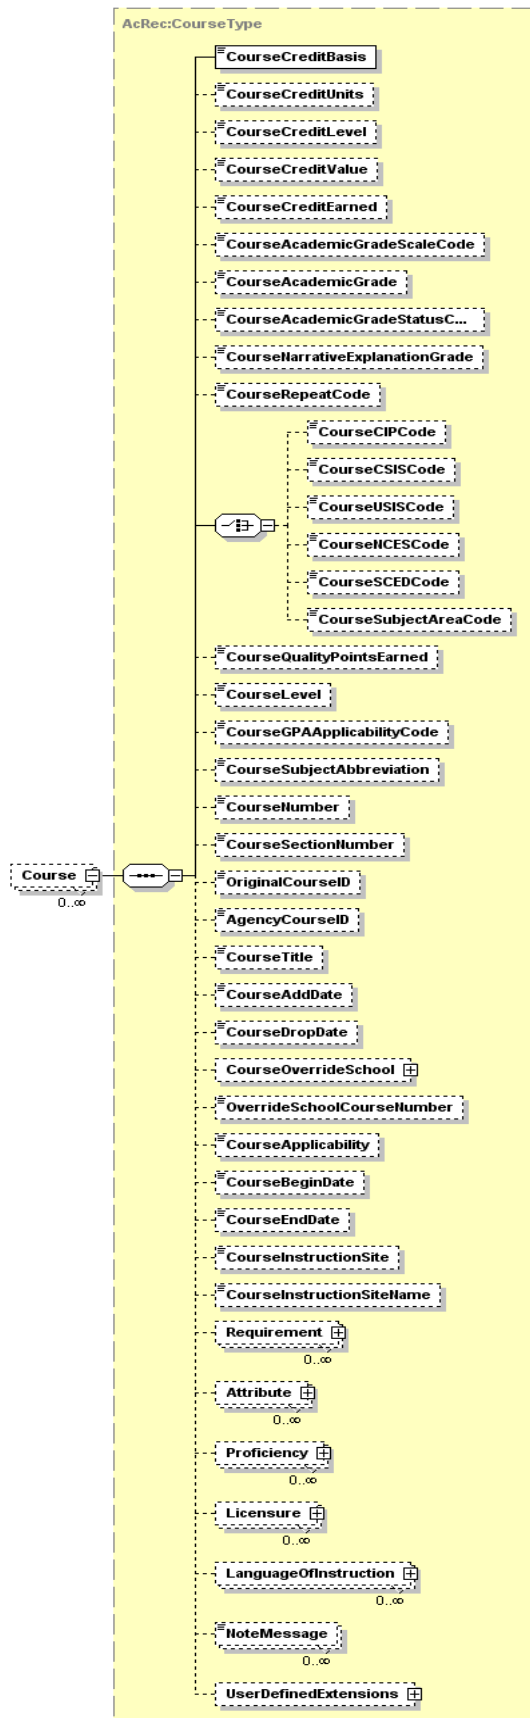 AcRec:CourseType
CourseCreditBasis
CourseCreditUnits
CourseCreditLevel
CourseCreditValue
CourseCreditEarned
CourseAcademicGradeScaleCode
CourseAcademicGrade
CourseAcademicGradeStatusC...
CourseNarrativeExplanationGrade
CourseRepeatCode
CourseCIPCode
CourseCSISCode
CourseUSISCode
CourseNCESCode
CourseSCEDCode
CourseSubjectAreaCode
CourseQualityPointsEarned
CourseLevel
CourseGPAApplicabilityCode
CourseSubjectAbbreviation
CourseNumber
CourseSectionNumber
Course
0..∞
OriginalCourseID
AgencyCourseID
CourseTitle
CourseAddDate
CourseDropDate
CourseOverrideSchool
OverrideSchoolCourseNumber
CourseApplicability
CourseBeginDate
CourseEndDate
CourseInstructionSite
CourseInstructionSiteName
Requirement
0..∞
Attribute
0..∞
Proficiency
0..∞
Licensure
0..∞
LanguageOfInstruction
0..∞
NoteMessage
0..∞
UserDefinedExtensions